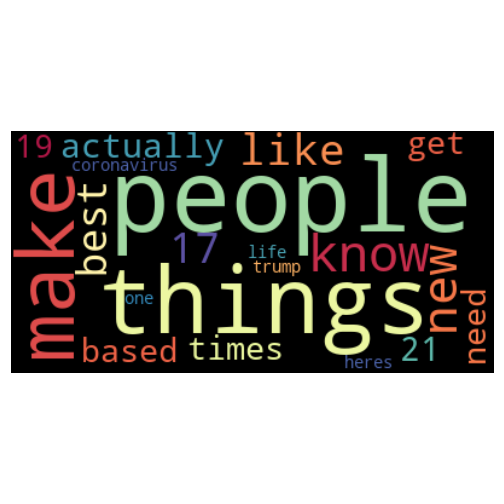 19 actually like get
coronavirus
make best people
17 know
life
trump
things new
one need
based times 21
heres